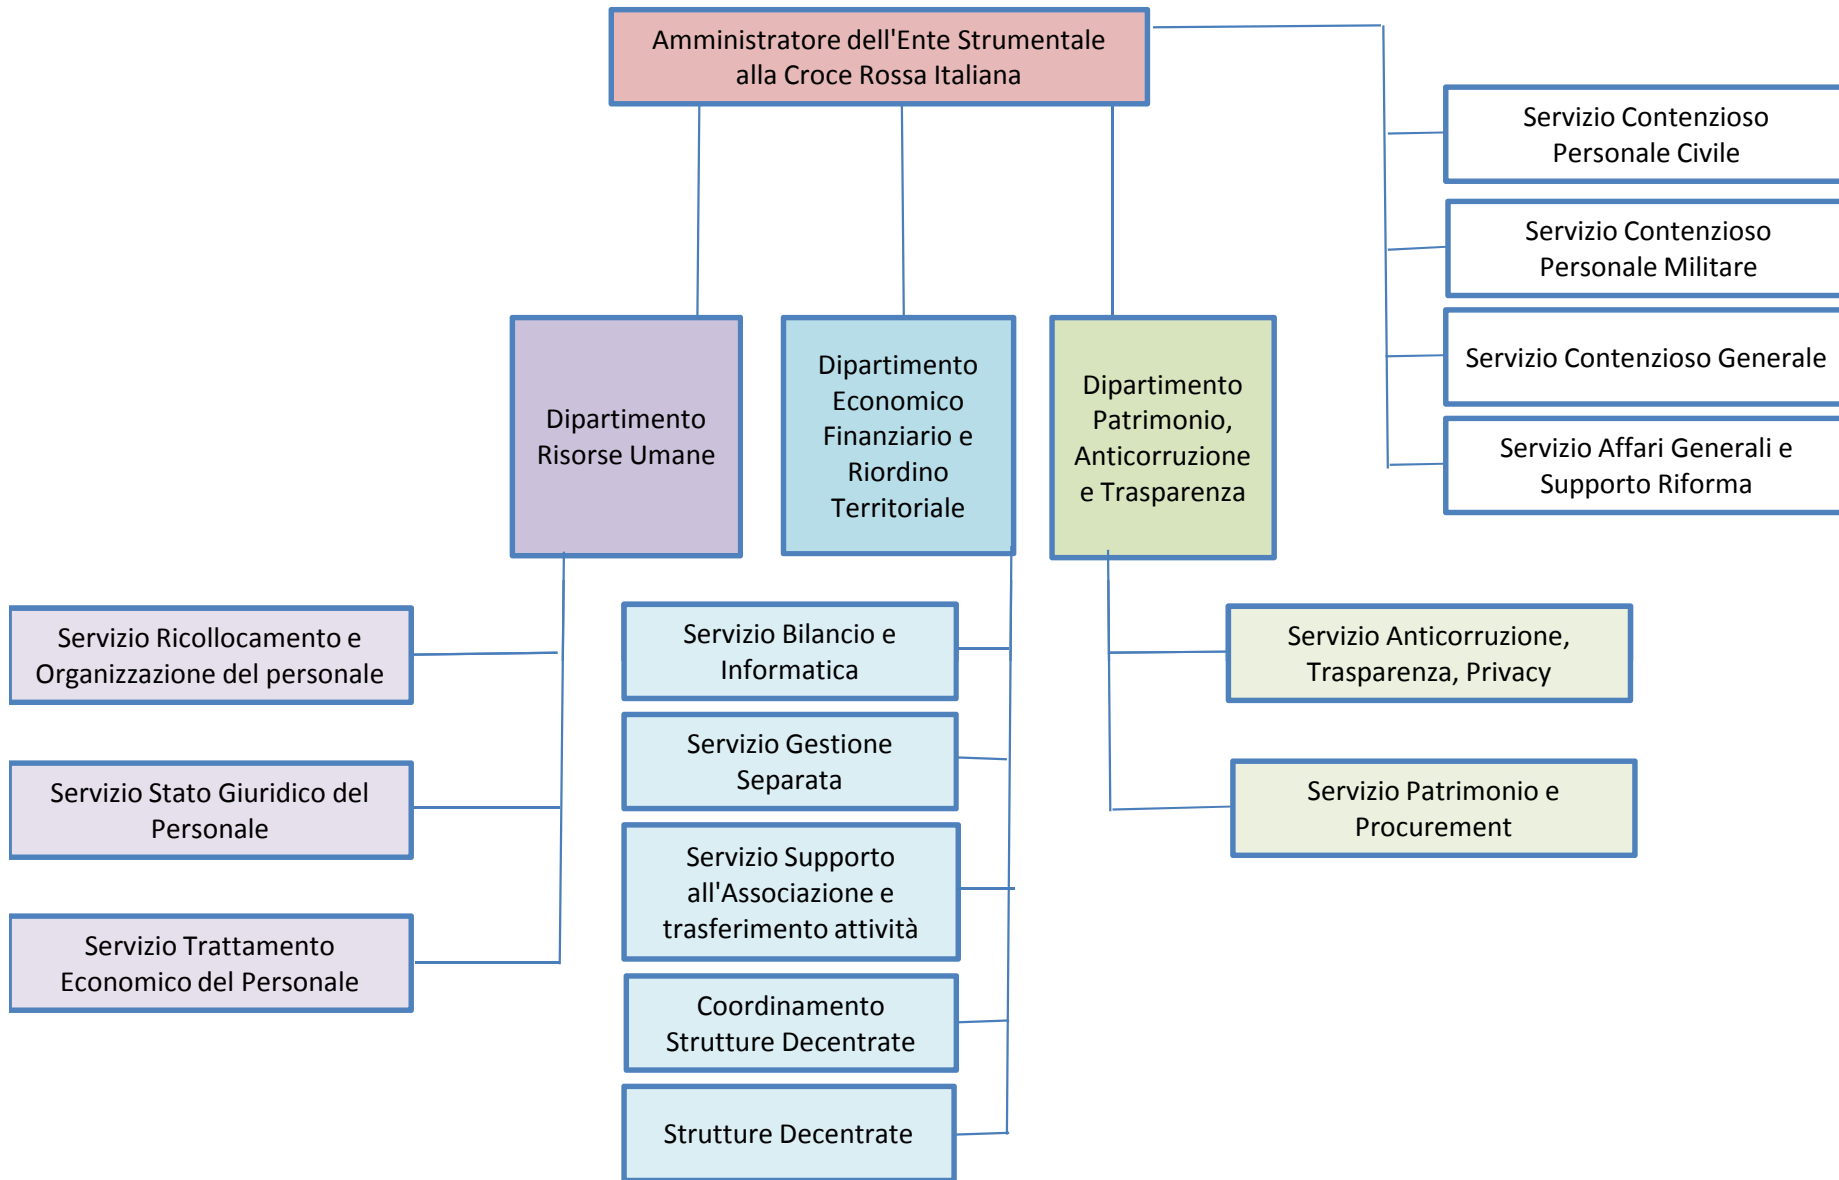 Amministratore dell'Ente Strumentale
alla Croce Rossa Italiana
Servizio Contenzioso
Personale Civile
Servizio Contenzioso
Personale Militare
Servizio Contenzioso Generale
Servizio Affari Generali e
Supporto Riforma
Dipartimento
Risorse Umane
Dipartimento
Economico
Finanziario e
Riordino
Territoriale
Dipartimento
Patrimonio,
Anticorruzione
e Trasparenza
Servizio Ricollocamento e
Organizzazione del personale
Servizio Stato Giuridico del
Personale
Servizio Trattamento
Economico del Personale
Servizio Bilancio e
Informatica
Servizio Gestione
Separata
Servizio Supporto
all'Associazione e
trasferimento attività
Coordinamento
Strutture Decentrate
Strutture Decentrate
Servizio Anticorruzione,
Trasparenza, Privacy
Servizio Patrimonio e
Procurement